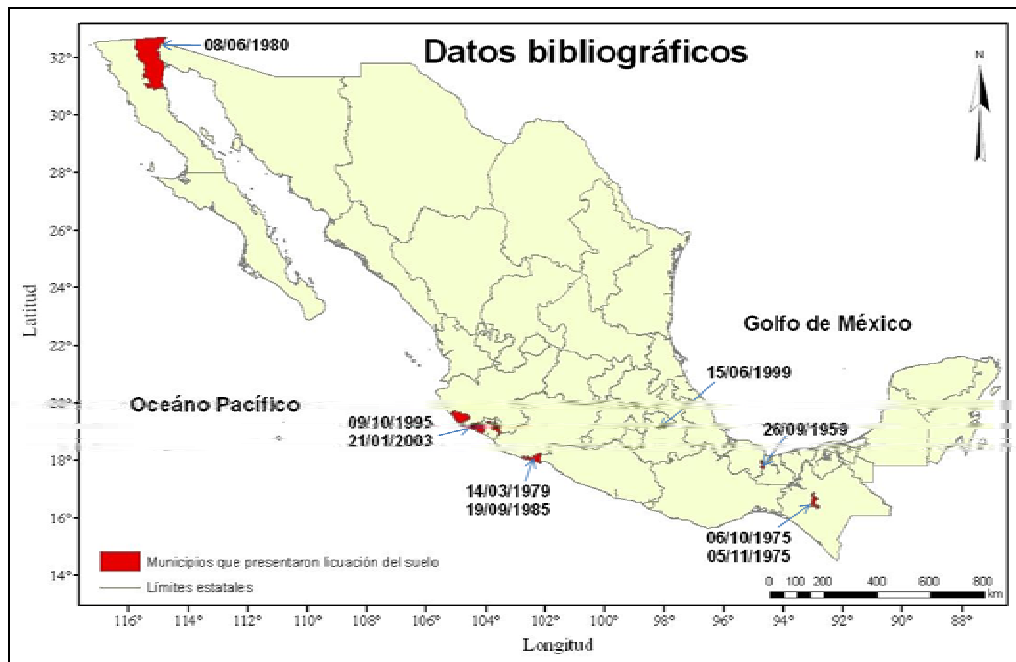 Datos bibliográficos
08/06/1980
N
32°
30°
28°
26°
24°
22°
20°
18°
16°
14°
Latitud
Golfo de México
15/06/1999
Oceáno Pacífico
09/10/1995
21/01/2003
26/09/1959
14/03/1979
19/09/1985
06/10/1975
05/11/1975
Municipios que presentaron licuación del suelo
Límites estatales
0 100 200 400 600 800
km
116° 114° 112° 110° 108° 106° 104° 102° 100° 98° 96° 94° 92° 90° 88°
Longitud